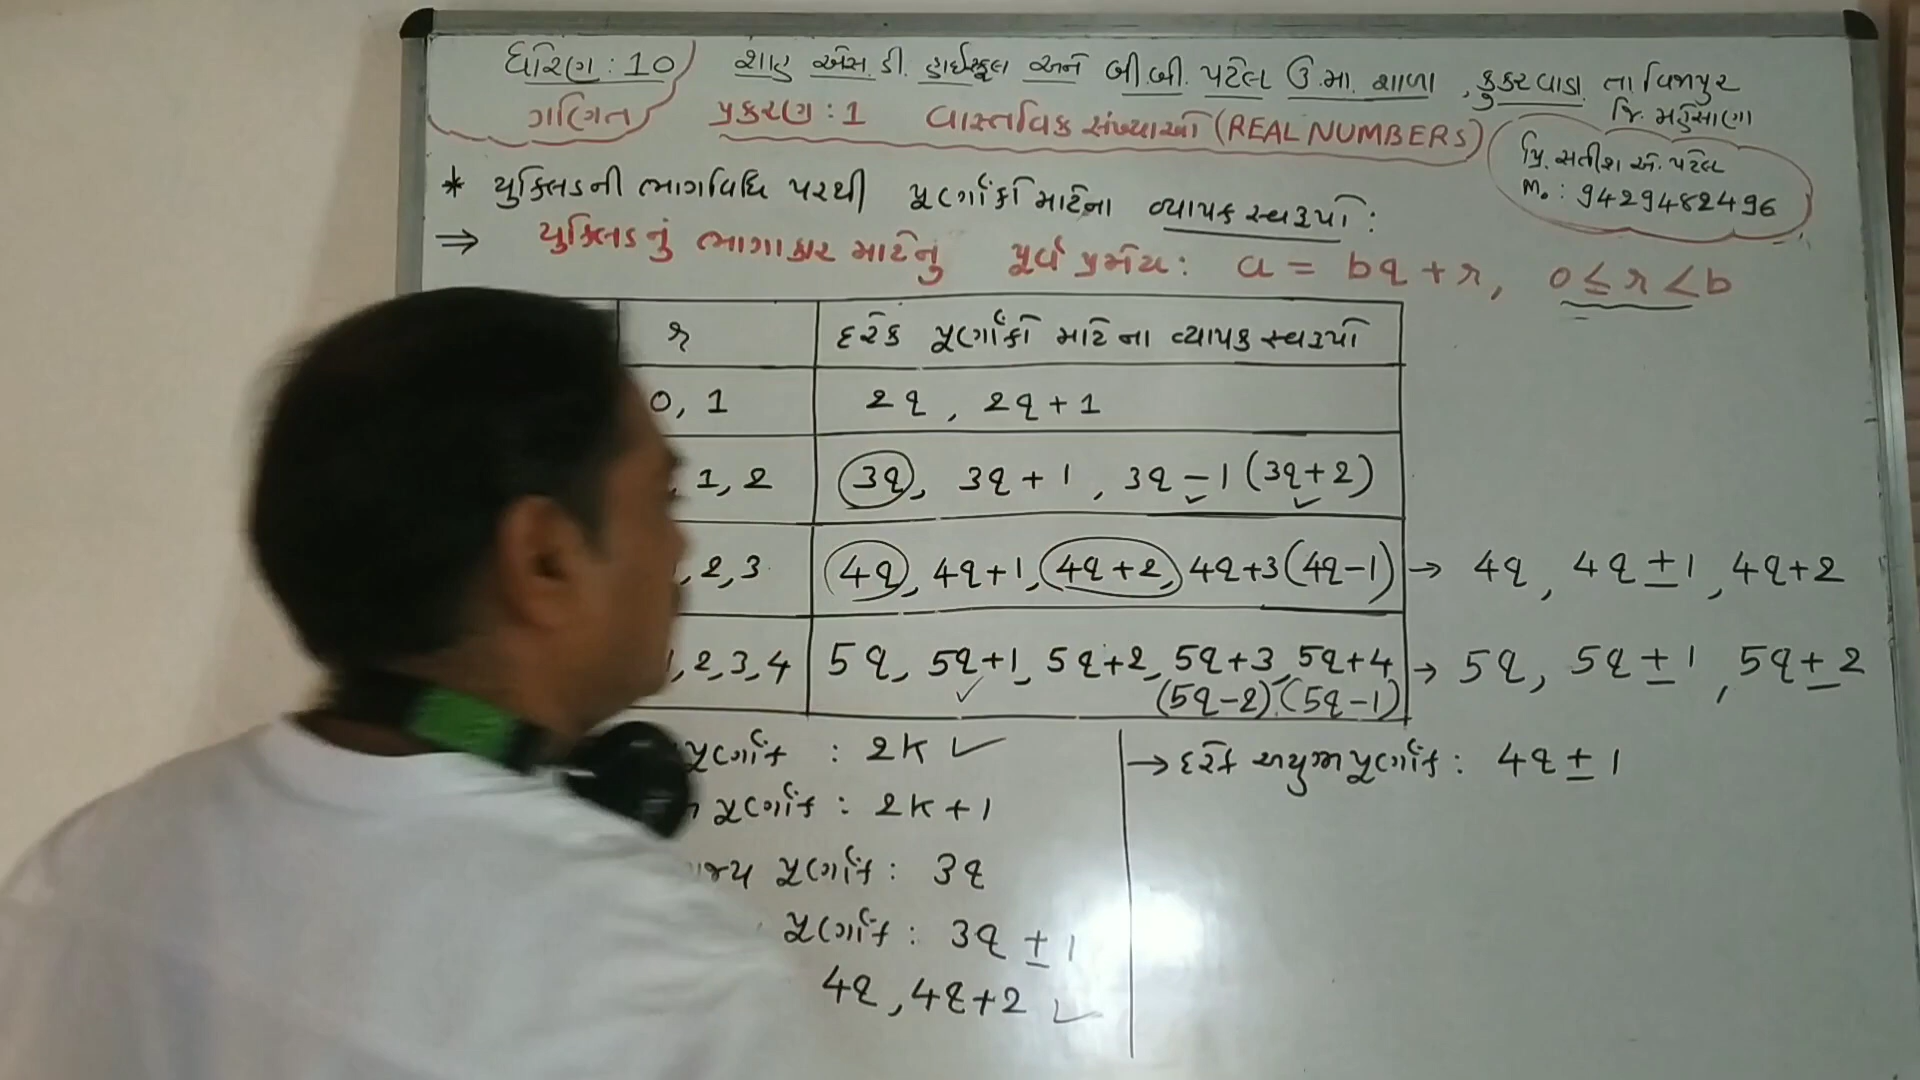 ધોરણ : 10 શાહ એસ. ડી. હાઈસ્કૂલ અને બી.બી. પટેલ ઉ.મા. શાળા , કુકરવાડા તા વિજાપુર
જિ. મહેસાણા
ગણિત પ્રકરણ : 1 વાસ્તવિક સંખ્યાઓ (REAL NUMBERS)
પ્રિ. સતીશ એ. પટેલ
Mo : 9429482496
* યુક્લિડની ભાગવિધિ પરથી પૂર્ણાંકો માટેના વ્યાપક સ્વરૂપો :
⇒ યુક્લિડનું ભાગાકાર માટેનું પૂર્વ પ્રમેય : a = bq + r, 0 ≤ r < b
r દરેક પૂર્ણાંકો માટેના વ્યાપક સ્વરૂપો
0, 1 2q , 2q + 1
, 1, 2 3q, 3q + 1 , 3q - 1 (3q + 2)
, 2, 3 4q, 4q+1, 4q+2, 4q+3 (4q-1) → 4q , 4q ± 1 , 4q+2
, 2, 3, 4 5q, 5q+1, 5q+2, 5q+3, 5q+4 → 5q, 5q ± 1 , 5q ± 2
(5q-2), (5q-1)
પૂર્ણાંક : 2k ✓
પૂર્ણાંક : 2k + 1
પૂર્ણાંક : 3q
પૂર્ણાંક : 3q ± 1
4q , 4q+2 ✓
→ દરેક અયુગ્મ પૂર્ણાંક : 4q ± 1